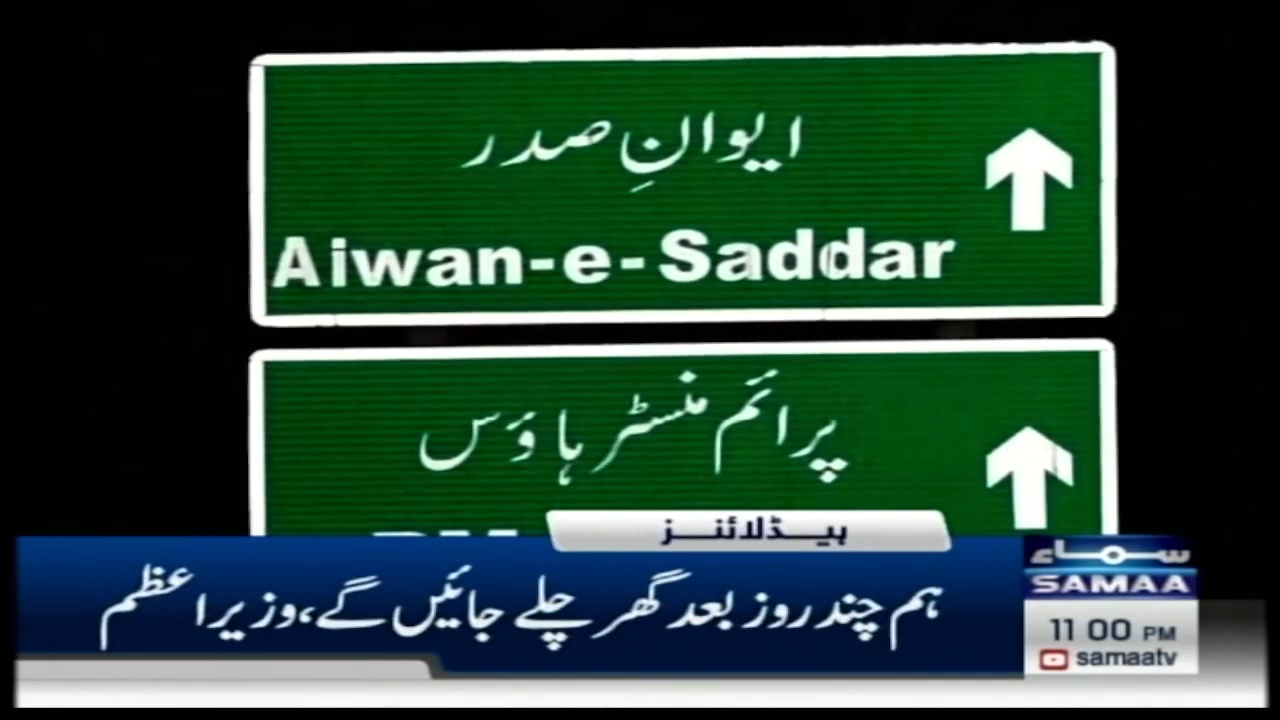 ایوانِ صدر
Aiwan-e-Saddar
پرائم منسٹر ہاؤس
ہیڈلائنز
ہم چند روز بعد گھر چلے جائیں گے، وزیراعظم
سماء
SAMAA
11 00 PM
samaatv